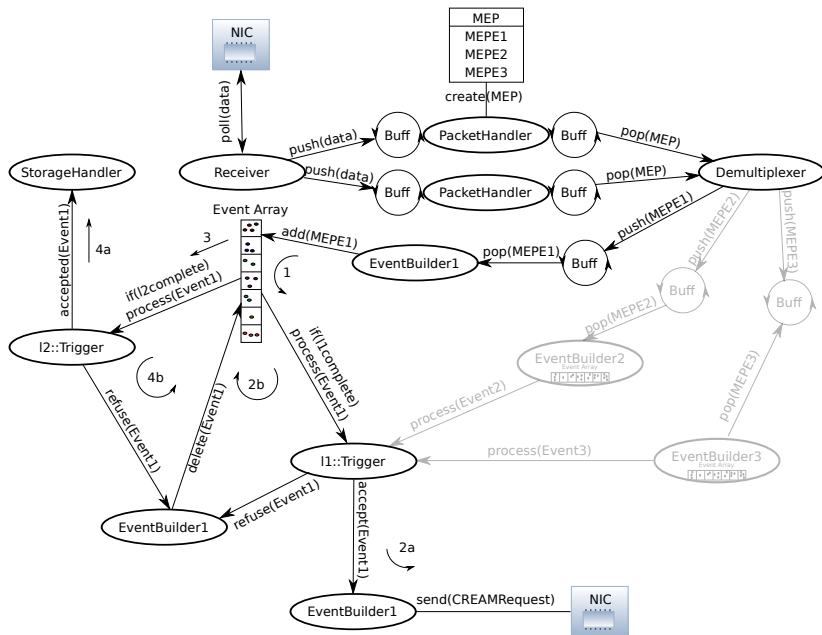 MEP
MEPE1
MEPE2
MEPE3
NIC
create(MEP)
poll(data)
push(data)
Buff
PacketHandler
Buff
pop(MEP)
StorageHandler
Receiver
push(data)
Buff
PacketHandler
Buff
pop(MEP)
Demultiplexer
Event Array
push(MEPE1)
push(MEPE2)
push(MEPE3)
accepted(Event1)
4a
3
add(MEPE1)
EventBuilder1
pop(MEPE1)
Buff
if(l2complete)
process(Event1)
1
Buff
Buff
l2::Trigger
4b
2b
if(l1complete)
process(Event1)
pop(MEPE2)
EventBuilder2
Event Array
pop(MEPE3)
refuse(Event1)
delete(Event1)
process(Event2)
l1::Trigger
process(Event3)
EventBuilder3
Event Array
EventBuilder1
refuse(Event1)
accept(Event1)
2a
EventBuilder1
send(CREAMRequest)
NIC